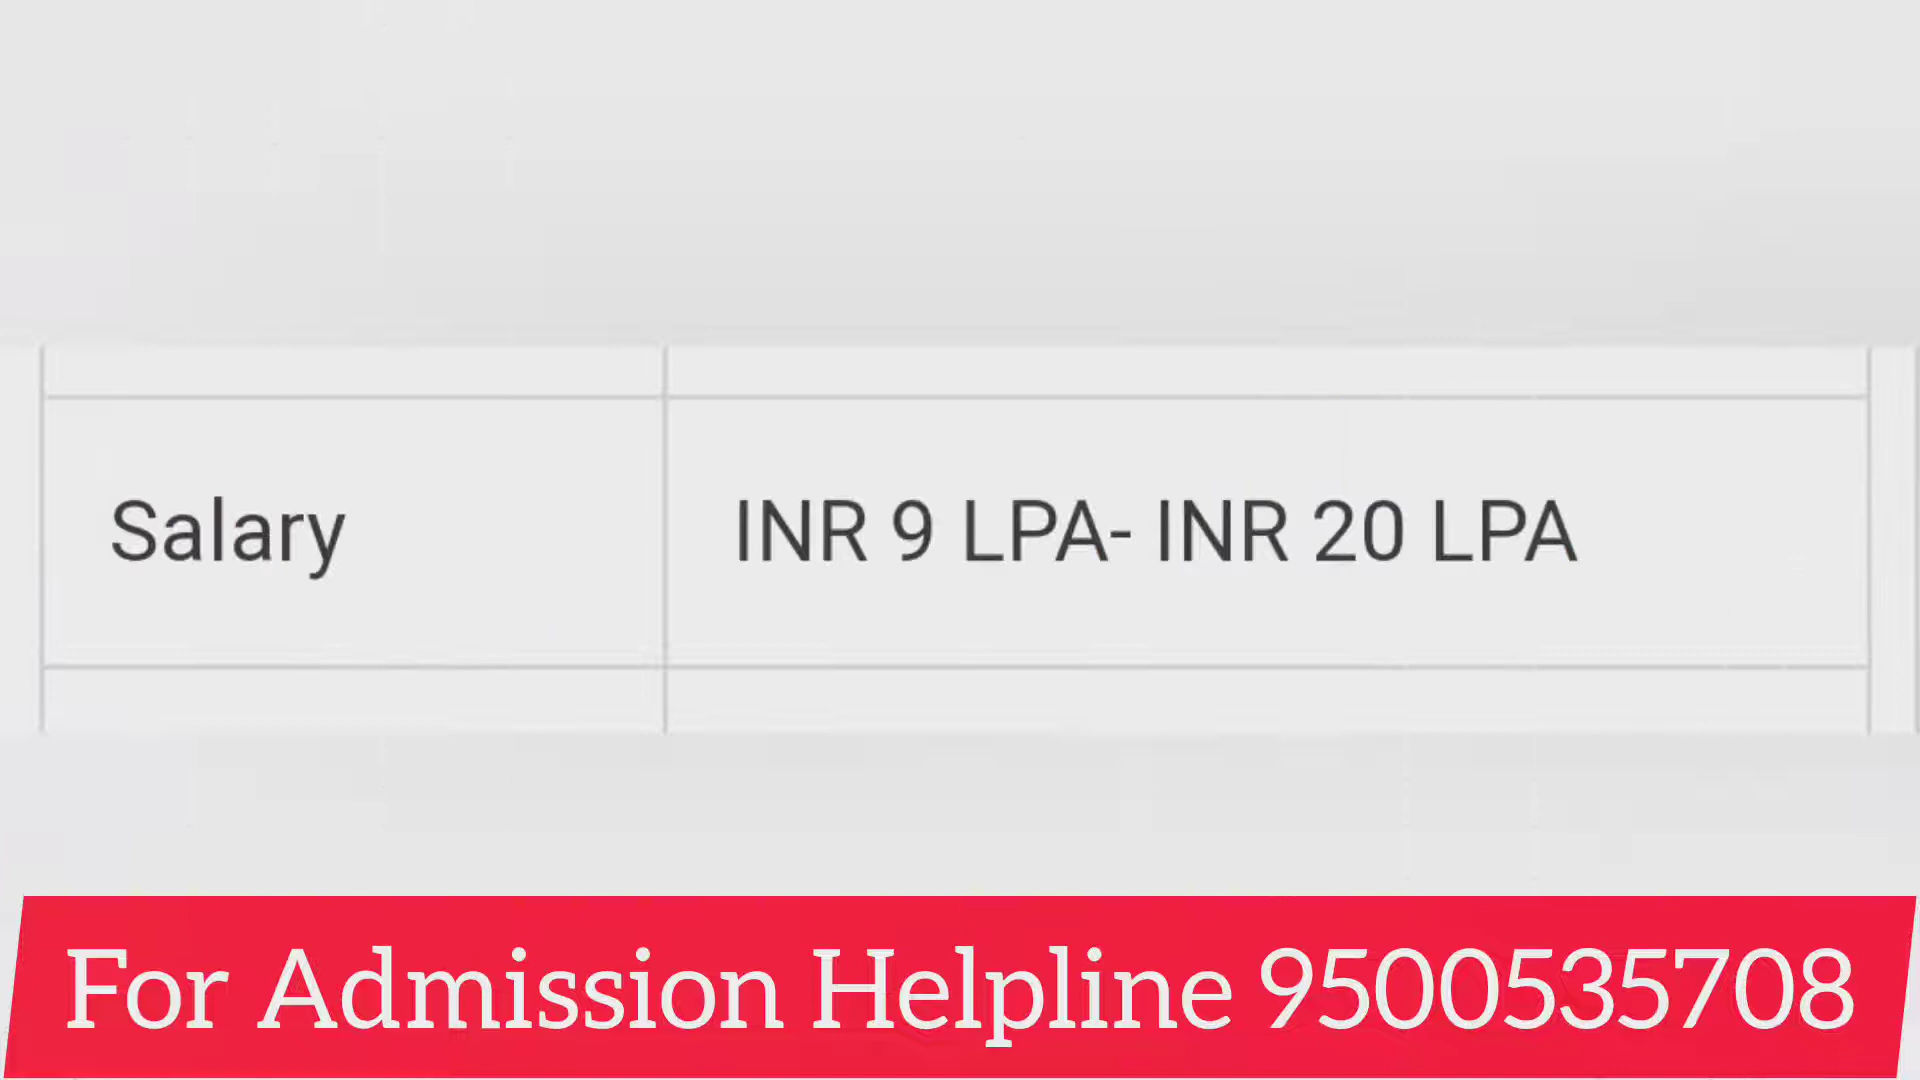 Salary INR 9 LPA- INR 20 LPA
For Admission Helpline 9500535708